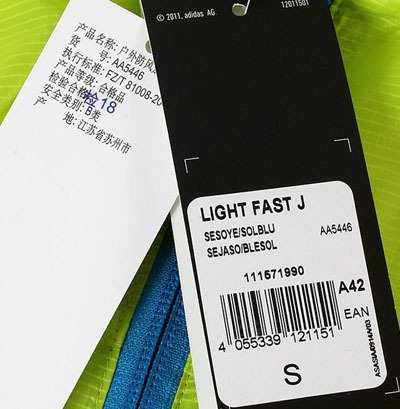 产品名称: 户外防风
货 号: AA5446
执行标准: FZ/T 81008-20
产品等级: 合格品
检验合格 检18
安全类别: B类
产 地: 江苏省苏州市
© 2011, adidas AG.
12011501
LIGHT FAST J
SESOYE/SOLBLU AA5446
SEJASO/BLESOL
111571990
A42
EAN
4 055339 121151
S